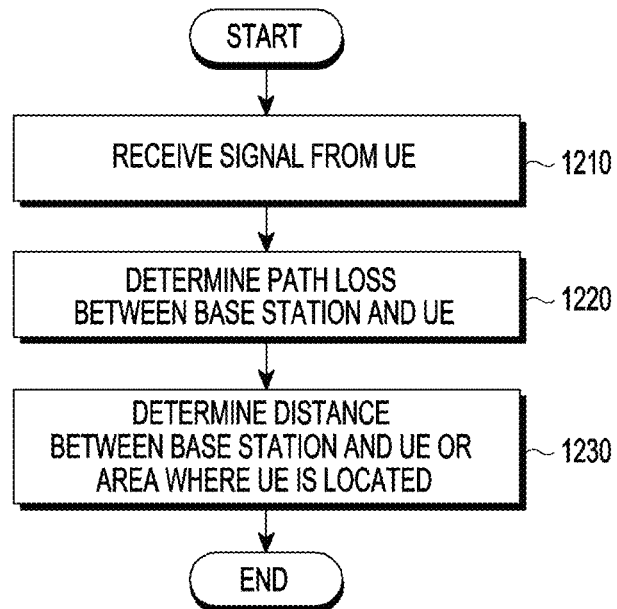 START
RECEIVE SIGNAL FROM UE
1210
DETERMINE PATH LOSS
BETWEEN BASE STATION AND UE
1220
DETERMINE DISTANCE
BETWEEN BASE STATION AND UE OR
AREA WHERE UE IS LOCATED
1230
END